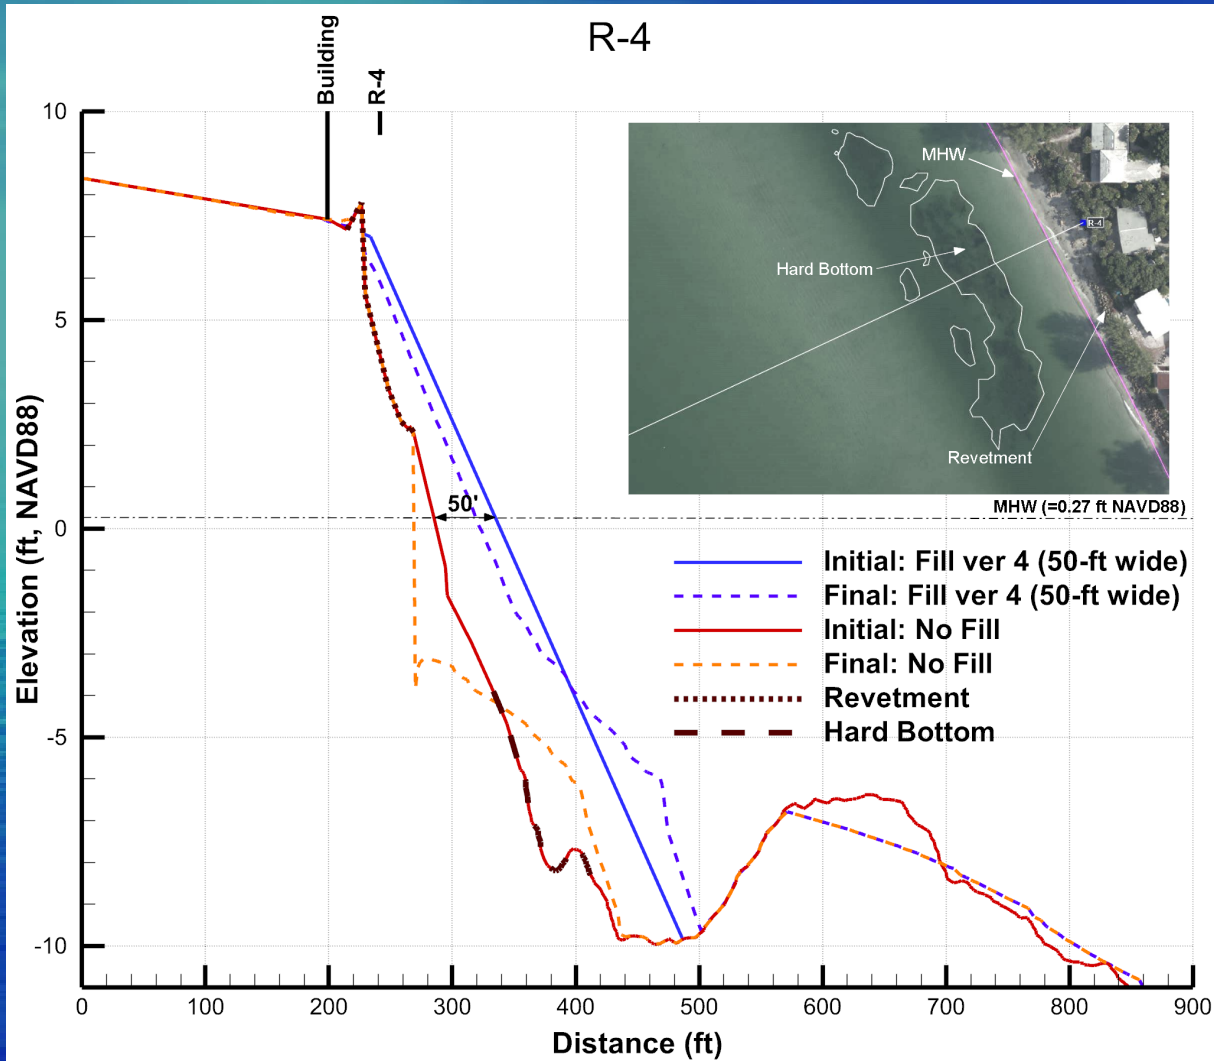 R-4
Building
R-4
10
5
0
-5
-10
Elevation (ft, NAVD88)
MHW
R-4
Hard Bottom
Revetment
50'
MHW (=0.27 ft NAVD88)
Initial: Fill ver 4 (50-ft wide)
Final: Fill ver 4 (50-ft wide)
Initial: No Fill
Final: No Fill
Revetment
Hard Bottom
0 100 200 300 400 500 600 700 800 900
Distance (ft)